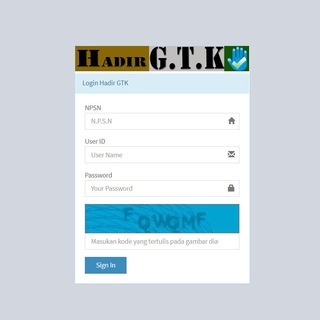 HADIR G.T.K
Login Hadir GTK
NPSN
N.P.S.N
User ID
User Name
Password
Your Password
FQWQMF
Masukan kode yang tertulis pada gambar dia
Sign In